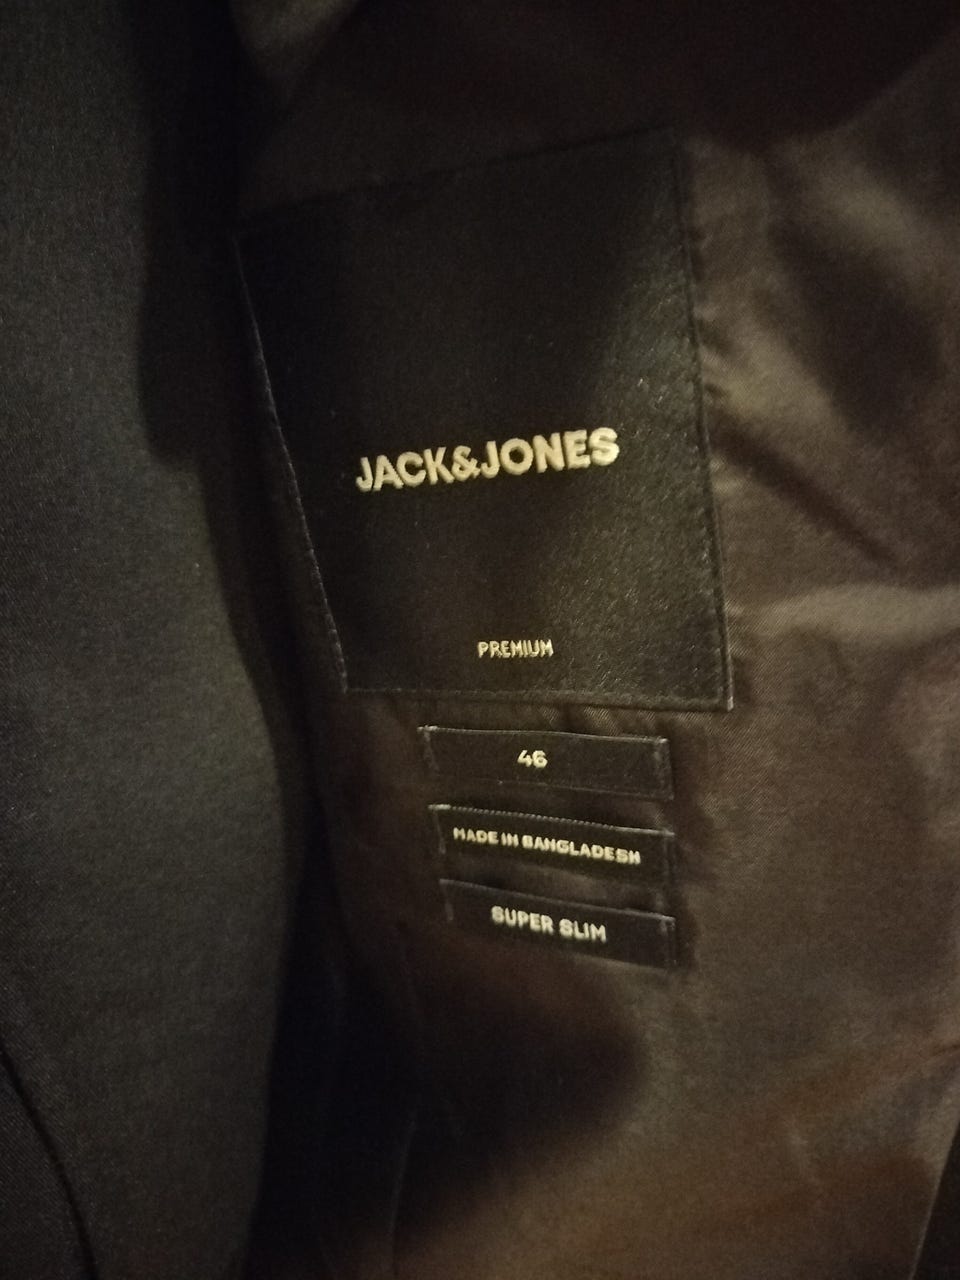 JACK&JONES
PREMIUM
46
MADE IN BANGLADESH
SUPER SLIM